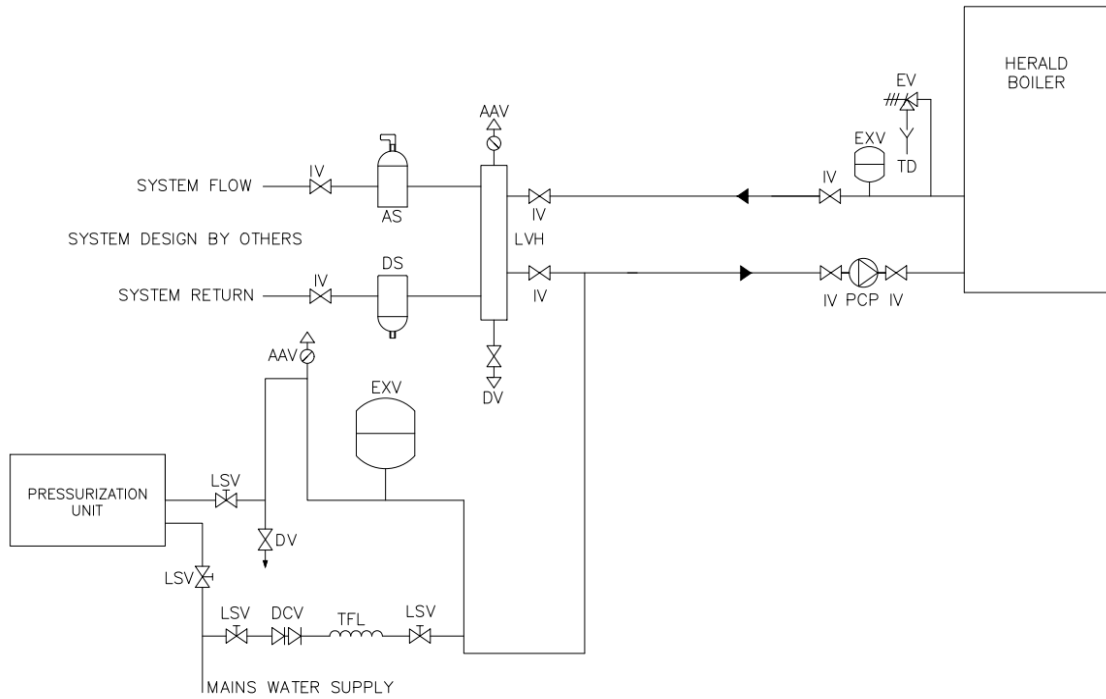 HERALD
BOILER
EV
AAV
EXV
TD
IV
IV
SYSTEM FLOW
AS
IV
LVH
SYSTEM DESIGN BY OTHERS
DS
IV
SYSTEM RETURN
IV
IV PCP IV
AAV
DV
EXV
LSV
PRESSURIZATION
UNIT
DV
LSV
LSV DCV TFL LSV
MAINS WATER SUPPLY